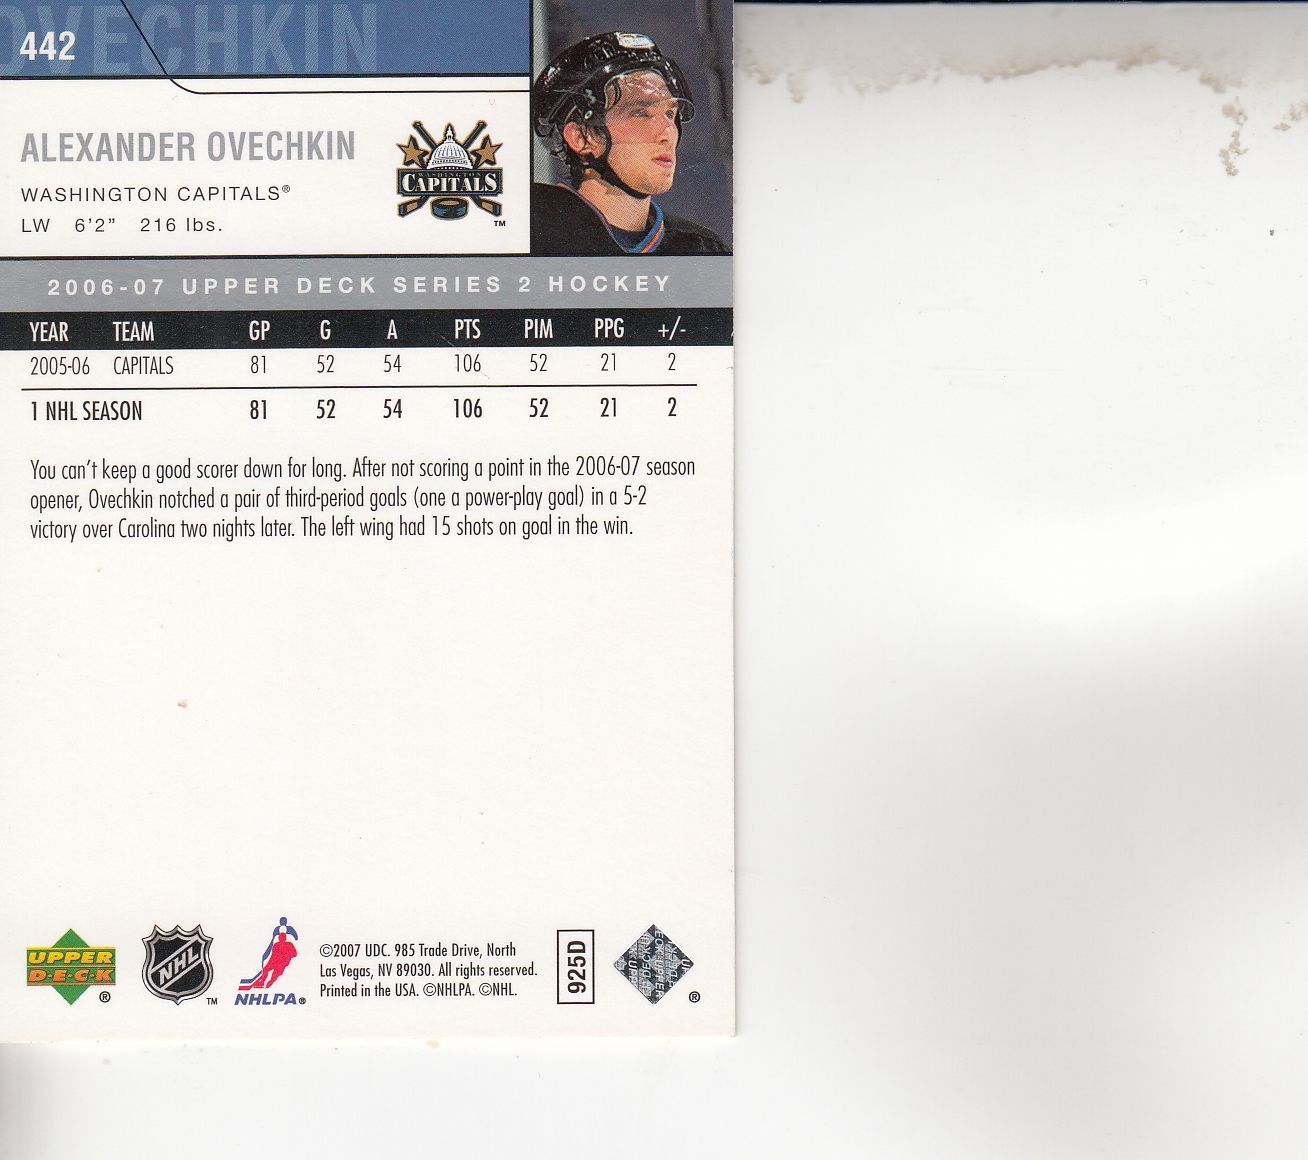 OVECHKIN
442
ALEXANDER OVECHKIN
WASHINGTON CAPITALS®
LW 6'2" 216 lbs.
WASHINGTON
CAPITALS
™
2006-07 UPPER DECK SERIES 2 HOCKEY
YEAR TEAM GP G A PTS PIM PPG +/-
2005-06 CAPITALS 81 52 54 106 52 21 2
1 NHL SEASON 81 52 54 106 52 21 2
You can't keep a good scorer down for long. After not scoring a point in the 2006-07 season
opener, Ovechkin notched a pair of third-period goals (one a power-play goal) in a 5-2
victory over Carolina two nights later. The left wing had 15 shots on goal in the win.
UPPER
D·E·C·K
®
NHL
™
NHLPA®
©2007 UDC. 985 Trade Drive, North
Las Vegas, NV 89030. All rights reserved.
Printed in the USA. ©NHLPA. ©NHL.
925D
®